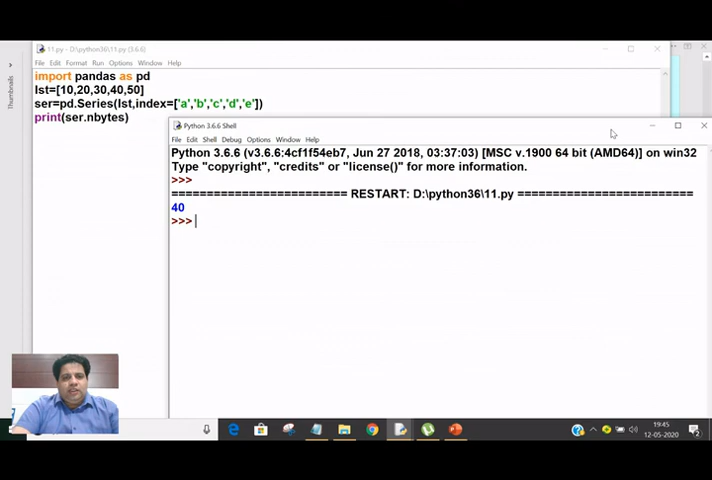 11.py - D:\python36\11.py (3.6.6)
File Edit Format Run Options Window Help
import pandas as pd
lst=[10,20,30,40,50]
ser=pd.Series(lst,index=['a','b','c','d','e'])
print(ser.nbytes)
Thumbnails
Python 3.6.6 Shell
File Edit Shell Debug Options Window Help
Python 3.6.6 (v3.6.6:4cf1f54eb7, Jun 27 2018, 03:37:03) [MSC v.1900 64 bit (AMD64)] on win32
Type "copyright", "credits" or "license()" for more information.
>>>
========================= RESTART: D:\python36\11.py =========================
40
>>>
19:45
12-05-2020